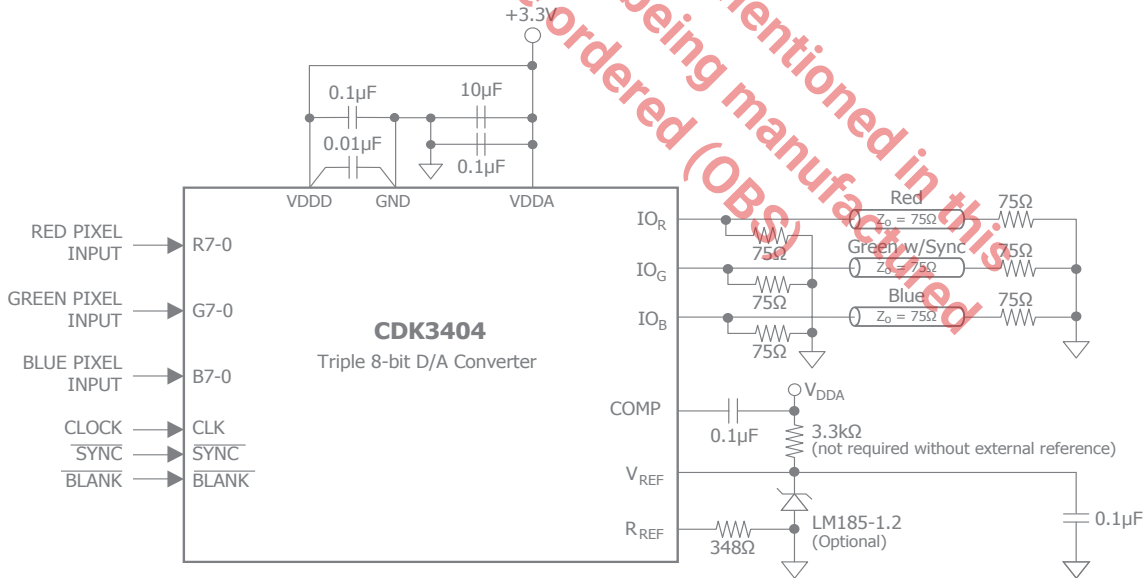 +3.3V
mentioned in this
being manufactured
ordered (OBS)
0.1µF
10µF
0.01µF
0.1µF
VDDD
GND
VDDA
RED PIXEL
INPUT
R7-0
GREEN PIXEL
INPUT
G7-0
BLUE PIXEL
INPUT
B7-0
CLOCK
CLK
SYNC
SYNC
BLANK
BLANK
CDK3404
Triple 8-bit D/A Converter
IOR
75Ω
Red
Zo = 75Ω
75Ω
IOG
75Ω
Green w/Sync
Zo = 75Ω
75Ω
IOB
75Ω
Blue
Zo = 75Ω
75Ω
COMP
0.1µF
VDDA
3.3kΩ
(not required without external reference)
VREF
LM185-1.2
(Optional)
0.1µF
RREF
348Ω